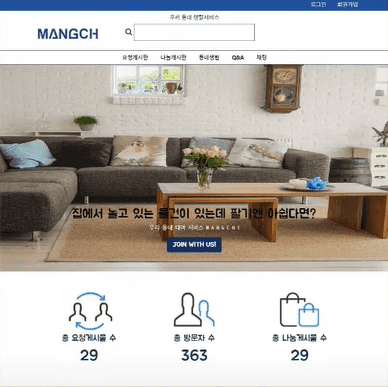 로그인 회원가입
우리 동네 렌탈서비스
MANGCH
요청게시판 나눔게시판 동네생활 Q&A 채팅
집에서 놀고 있는 물건이 있는데 팔기엔 아쉽다면?
우리 동네 대여 서비스 MANGCH!
JOIN WITH US!
총 요청게시물 수 총 방문자 수 총 나눔게시물 수
29 363 29